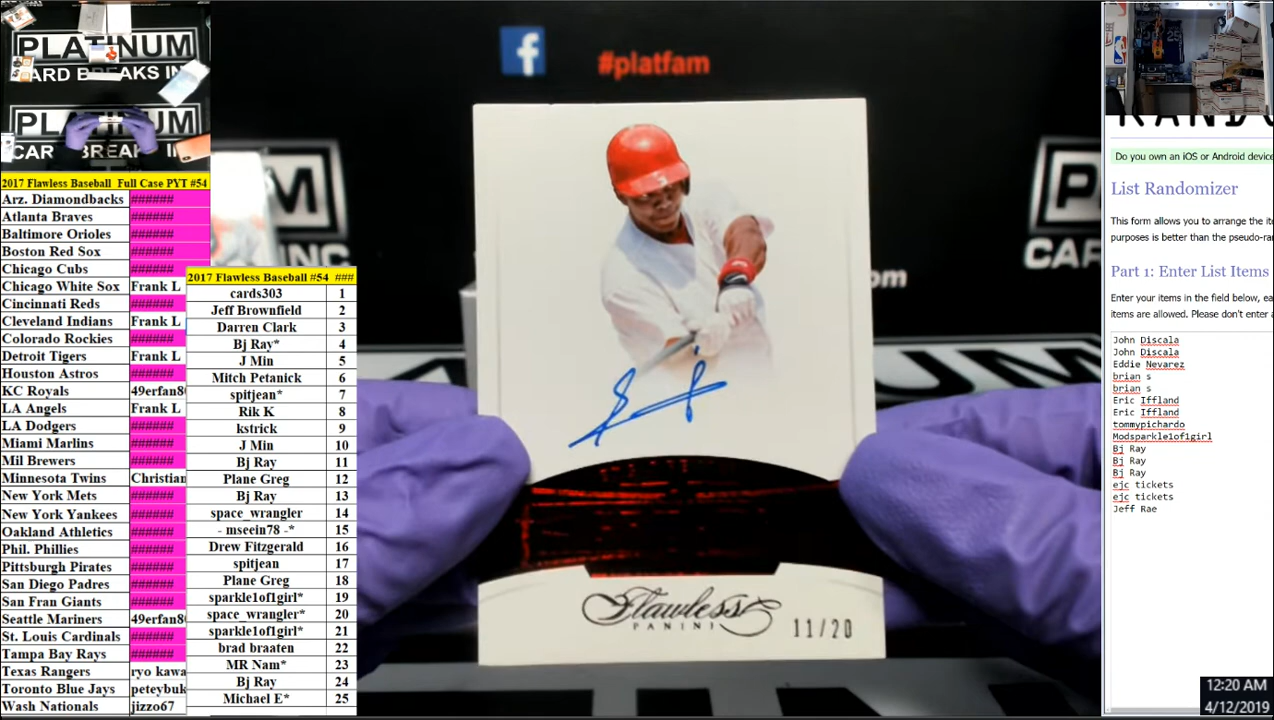 PLATINUM
CARD BREAKS IN
PLATINUM
CAR BREAK IN
2017 Flawless Baseball Full Case PYT #54
Arz. Diamondbacks ######
Atlanta Braves ######
Baltimore Orioles ######
Boston Red Sox ######
Chicago Cubs ######
Chicago White Sox Frank L
Cincinnati Reds ######
Cleveland Indians Frank L
Colorado Rockies ######
Detroit Tigers Frank L
Houston Astros ######
KC Royals 49erfan8
LA Angels Frank L
LA Dodgers ######
Miami Marlins ######
Mil Brewers ######
Minnesota Twins Christian
New York Mets ######
New York Yankees ######
Oakland Athletics ######
Phil. Phillies ######
Pittsburgh Pirates ######
San Diego Padres ######
San Fran Giants ######
Seattle Mariners 49erfan8
St. Louis Cardinals ######
Tampa Bay Rays ######
Texas Rangers ryo kawa
Toronto Blue Jays peteybuk
Wash Nationals jizzo67
2017 Flawless Baseball #54 ###
cards303 1
Jeff Brownfield 2
Darren Clark 3
Bj Ray* 4
J Min 5
Mitch Petanick 6
spitjean* 7
Rik K 8
kstrick 9
J Min 10
Bj Ray 11
Plane Greg 12
Bj Ray 13
space_wrangler 14
- mseein78 -* 15
Drew Fitzgerald 16
spitjean 17
Plane Greg 18
sparkle1of1girl* 19
space_wrangler* 20
sparkle1of1girl* 21
brad braaten 22
MR Nam* 23
Bj Ray 24
Michael E* 25
f #platfam
M
INC
P
CAR
com
Flawless
PANINI
11/20
RANDO
Do you own an iOS or Android device
List Randomizer
This form allows you to arrange the ite
purposes is better than the pseudo-ra
Part 1: Enter List Items
Enter your items in the field below, ea
items are allowed. Please don't enter a
John Discala
John Discala
Eddie Nevarez
brian s
brian s
Eric Iffland
Eric Iffland
tommypichardo
Modsparkle1of1girl
Bj Ray
Bj Ray
Bj Ray
ejc tickets
ejc tickets
Jeff Rae
12:20 AM
4/12/2019